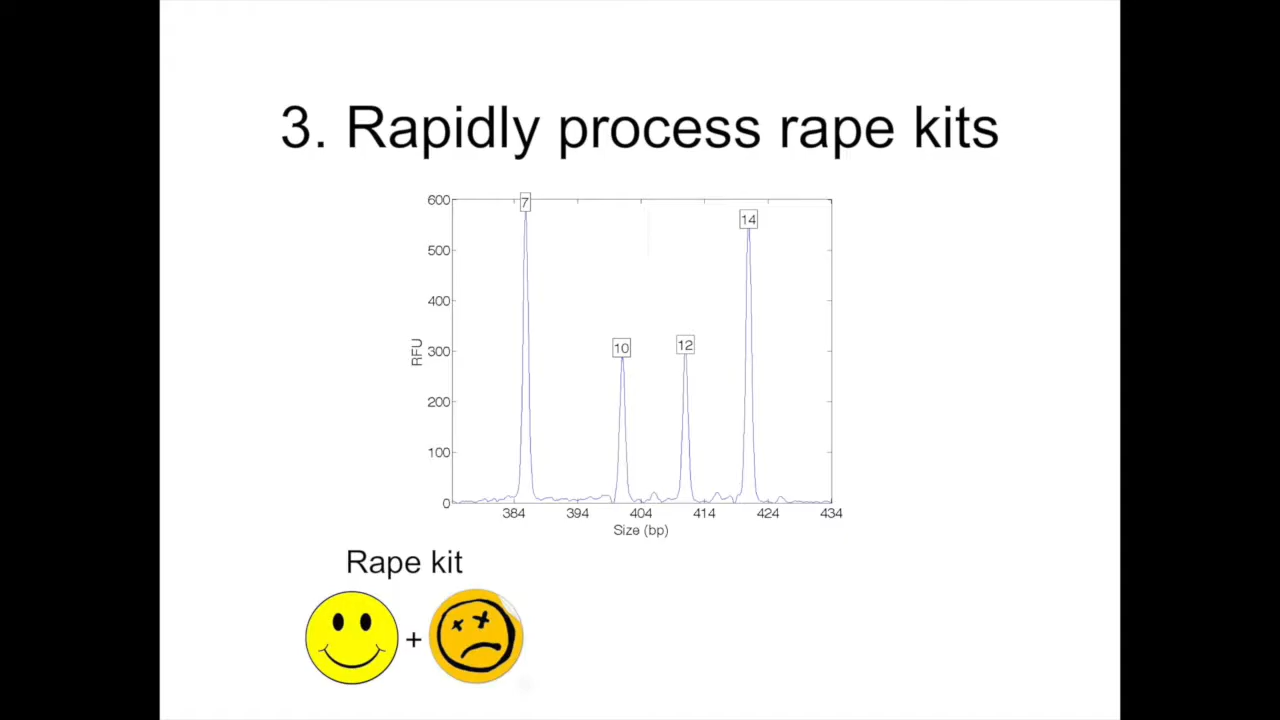 3. Rapidly process rape kits
600
7
14
500
400
RFU
300
10
12
200
100
0
384 394 404 414 424 434
Size (bp)
Rape kit
+